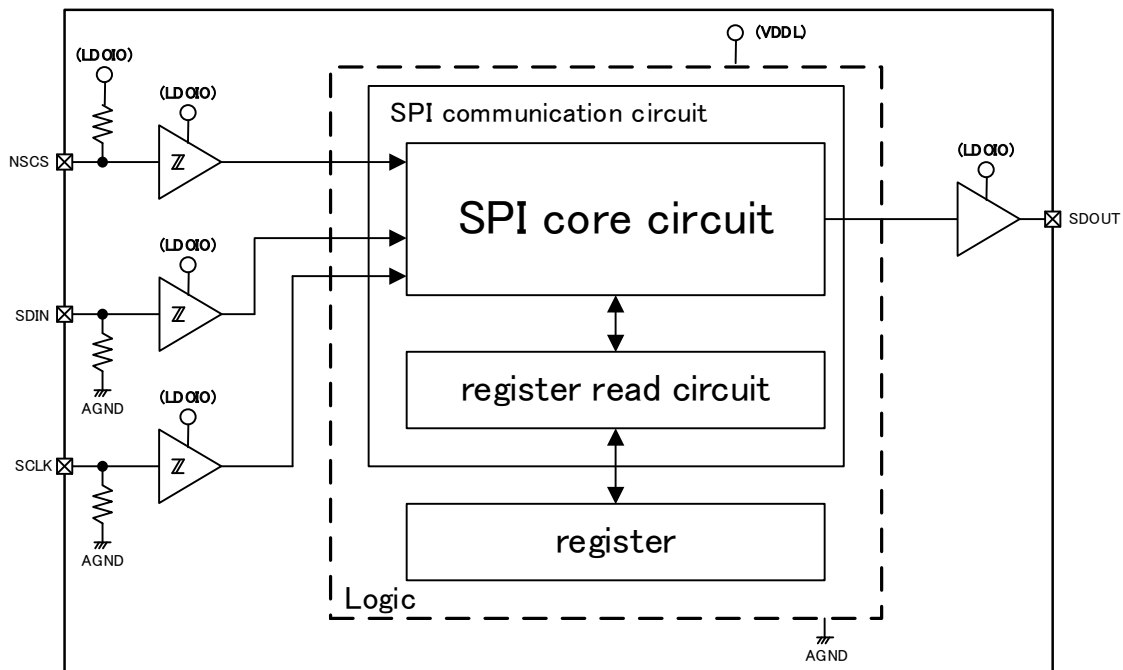 (VDDL)
(LDOIO)
(LDOIO)
SPI communication circuit
NSCS
(LDOIO)
SPI core circuit
SDOUT
(LDOIO)
SDIN
register read circuit
AGND
(LDOIO)
SCLK
register
AGND
Logic
AGND